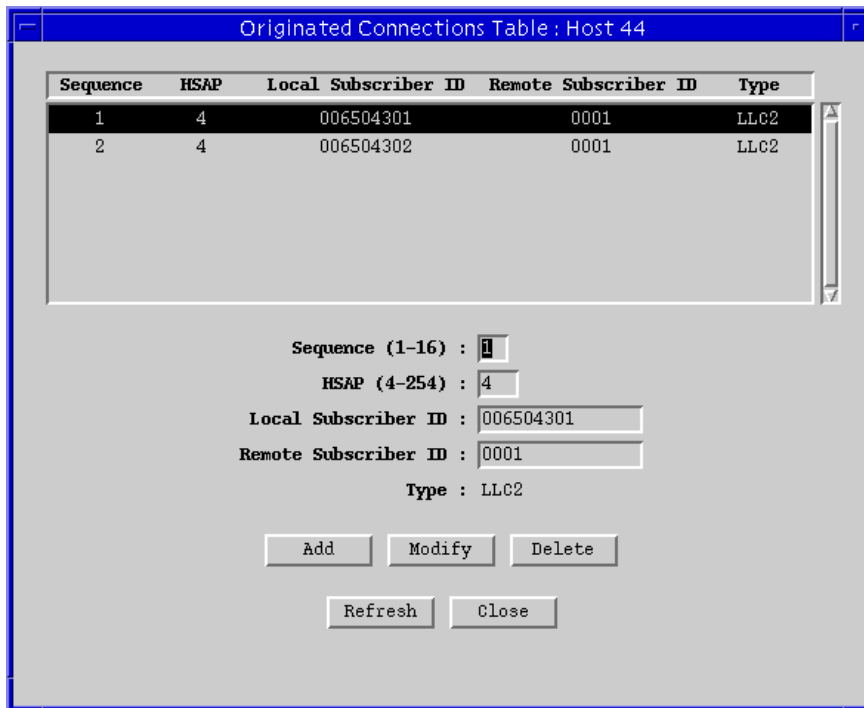 Originated Connections Table : Host 44
Sequence HSAP Local Subscriber ID Remote Subscriber ID Type
1 4 006504301 0001 LLC2
2 4 006504302 0001 LLC2
Sequence (1-16) : 1
HSAP (4-254) : 4
Local Subscriber ID : 006504301
Remote Subscriber ID : 0001
Type : LLC2
Add Modify Delete
Refresh Close